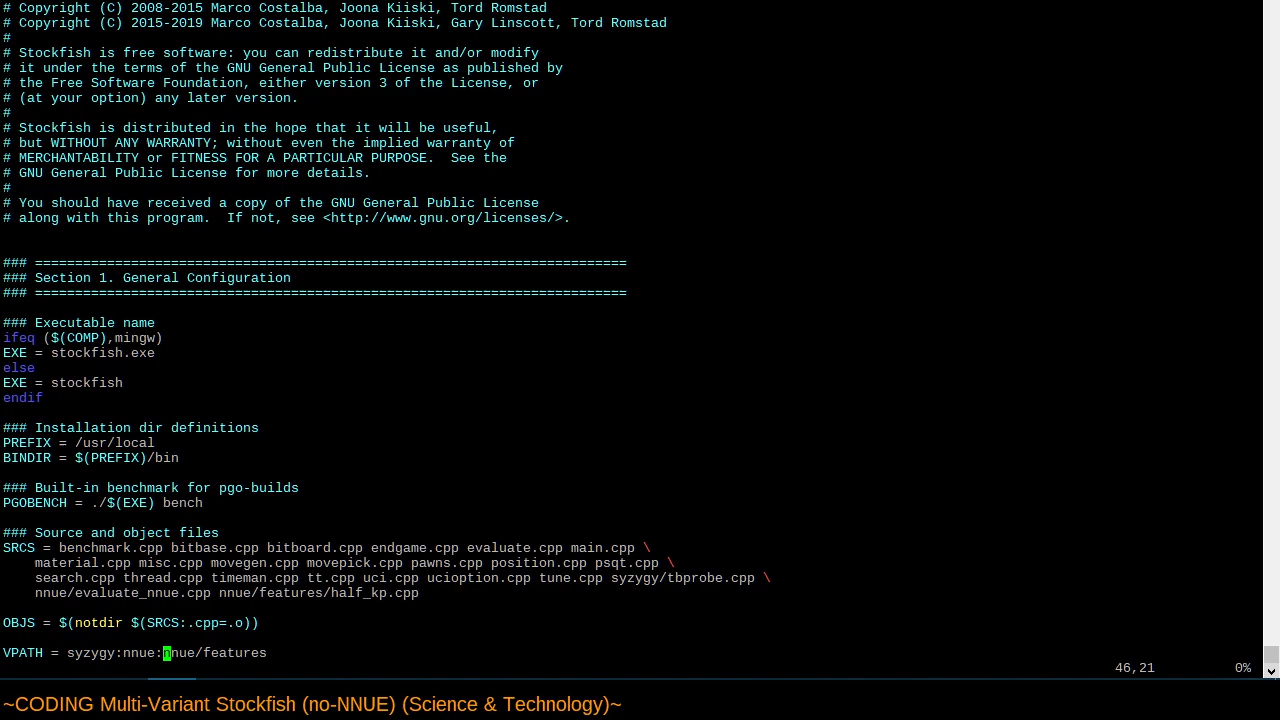 # Copyright (C) 2008-2015 Marco Costalba, Joona Kiiski, Tord Romstad
# Copyright (C) 2015-2019 Marco Costalba, Joona Kiiski, Gary Linscott, Tord Romstad
#
# Stockfish is free software: you can redistribute it and/or modify
# it under the terms of the GNU General Public License as published by
# the Free Software Foundation, either version 3 of the License, or
# (at your option) any later version.
#
# Stockfish is distributed in the hope that it will be useful,
# but WITHOUT ANY WARRANTY; without even the implied warranty of
# MERCHANTABILITY or FITNESS FOR A PARTICULAR PURPOSE.  See the
# GNU General Public License for more details.
#
# You should have received a copy of the GNU General Public License
# along with this program.  If not, see <http://www.gnu.org/licenses/>.
### ==========================================================================
### Section 1. General Configuration
### ==========================================================================
### Executable name
ifeq ($(COMP),mingw)
EXE = stockfish.exe
else
EXE = stockfish
endif
### Installation dir definitions
PREFIX = /usr/local
BINDIR = $(PREFIX)/bin
### Built-in benchmark for pgo-builds
PGOBENCH = ./$(EXE) bench
### Source and object files
SRCS = benchmark.cpp bitbase.cpp bitboard.cpp endgame.cpp evaluate.cpp main.cpp \
    material.cpp misc.cpp movegen.cpp movepick.cpp pawns.cpp position.cpp psqt.cpp \
    search.cpp thread.cpp timeman.cpp tt.cpp uci.cpp ucioption.cpp tune.cpp syzygy/tbprobe.cpp \
    nnue/evaluate_nnue.cpp nnue/features/half_kp.cpp
OBJS = $(notdir $(SRCS:.cpp=.o))
VPATH = syzygy:nnue:nnue/features
46,21 0%
~CODING Multi-Variant Stockfish (no-NNUE) (Science & Technology)~